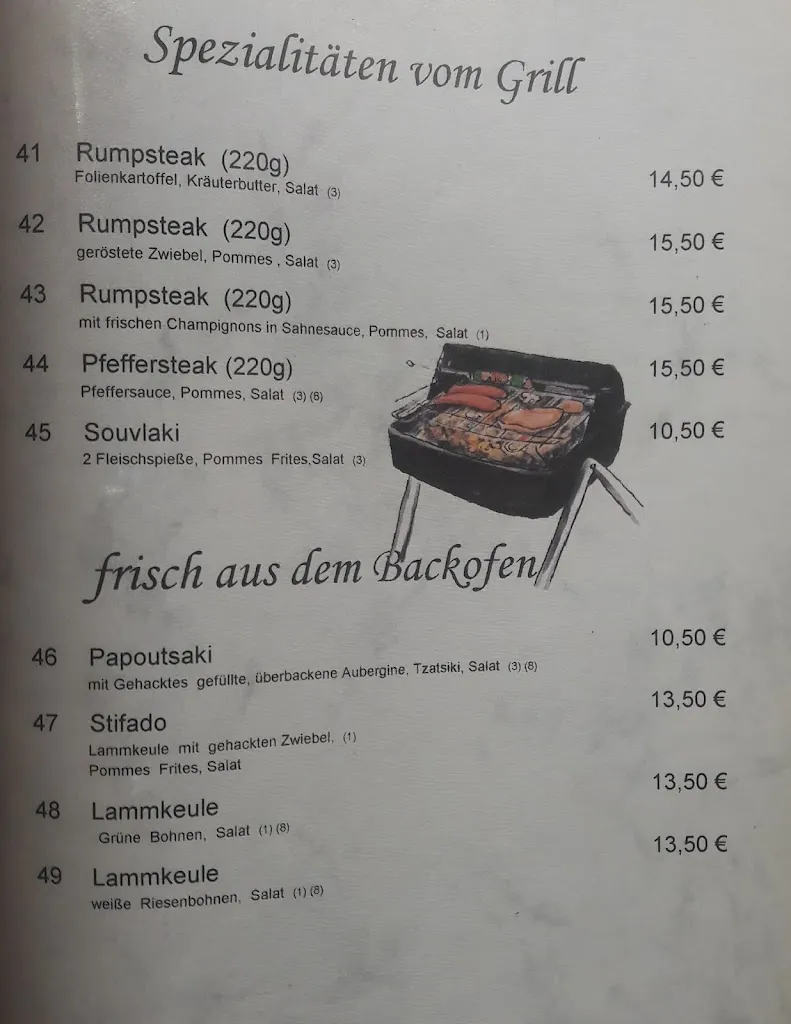 Spezialitäten vom Grill
41 Rumpsteak (220g) 14,50 €
Folienkartoffel, Kräuterbutter, Salat (3)
42 Rumpsteak (220g) 15,50 €
geröstete Zwiebel, Pommes , Salat (3)
43 Rumpsteak (220g) 15,50 €
mit frischen Champignons in Sahnesauce, Pommes, Salat (1)
44 Pfeffersteak (220g) 15,50 €
Pfeffersauce, Pommes, Salat (3) (8)
45 Souvlaki 10,50 €
2 Fleischspieße, Pommes Frites,Salat (3)
frisch aus dem Backofen
46 Papoutsaki 10,50 €
mit Gehacktes gefüllte, überbackene Aubergine, Tzatsiki, Salat (3) (8)
47 Stifado 13,50 €
Lammkeule mit gehackten Zwiebel, (1)
Pommes Frites, Salat
48 Lammkeule 13,50 €
Grüne Bohnen, Salat (1) (8)
49 Lammkeule 13,50 €
weiße Riesenbohnen, Salat (1) (8)